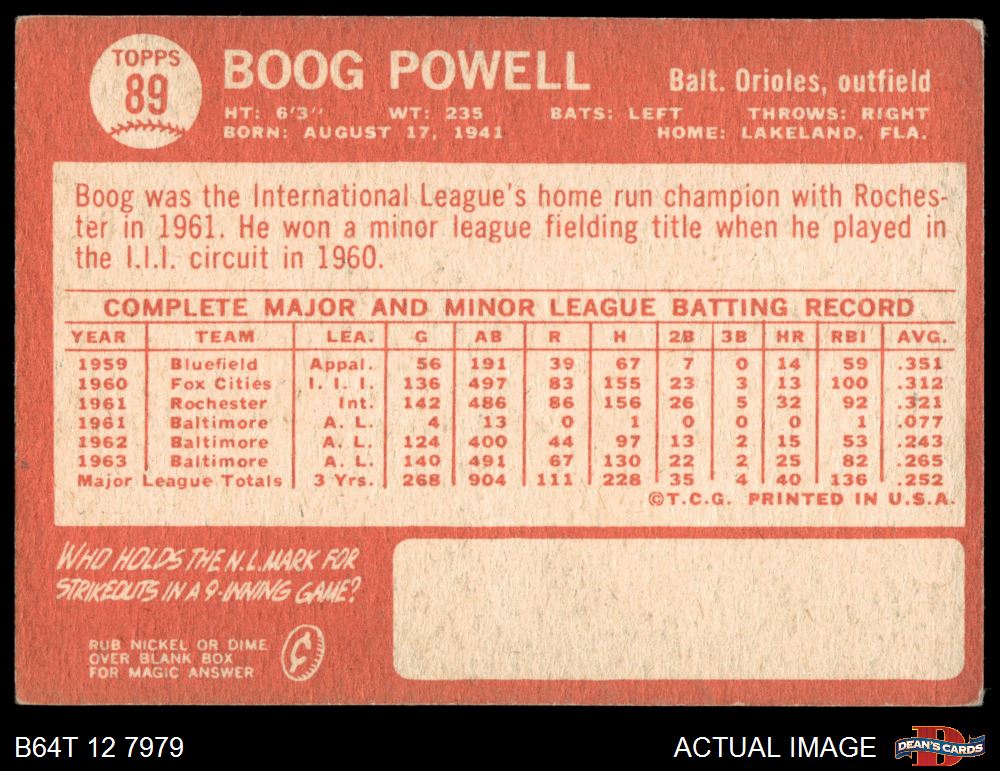 TOPPS
89
BOOG POWELL
Balt. Orioles, outfield
HT: 6'3" WT: 235 BATS: LEFT THROWS: RIGHT
BORN: AUGUST 17, 1941 HOME: LAKELAND, FLA.
Boog was the International League's home run champion with Roches-
ter in 1961. He won a minor league fielding title when he played in
the I.I.I. circuit in 1960.
COMPLETE MAJOR AND MINOR LEAGUE BATTING RECORD
YEAR TEAM LEA. G AB R H 2B 3B HR RBI AVG.
1959 Bluefield Appal. 56 191 39 67 7 0 14 59 .351
1960 Fox Cities I. I. I. 136 497 83 155 23 3 13 100 .312
1961 Rochester Int. 142 486 86 156 26 5 32 92 .321
1961 Baltimore A. L. 4 13 0 1 0 0 0 1 .077
1962 Baltimore A. L. 124 400 44 97 13 2 15 53 .243
1963 Baltimore A. L. 140 491 67 130 22 2 25 82 .265
Major League Totals 3 Yrs. 268 904 111 228 35 4 40 136 .252
©T.C.G. PRINTED IN U.S.A.
WHO HOLDS THE N.L. MARK FOR
STRIKEOUTS IN A 9-INNING GAME?
RUB NICKEL OR DIME
OVER BLANK BOX
FOR MAGIC ANSWER
¢
B64T 12 7979
ACTUAL IMAGE
D
DEAN'S CARDS